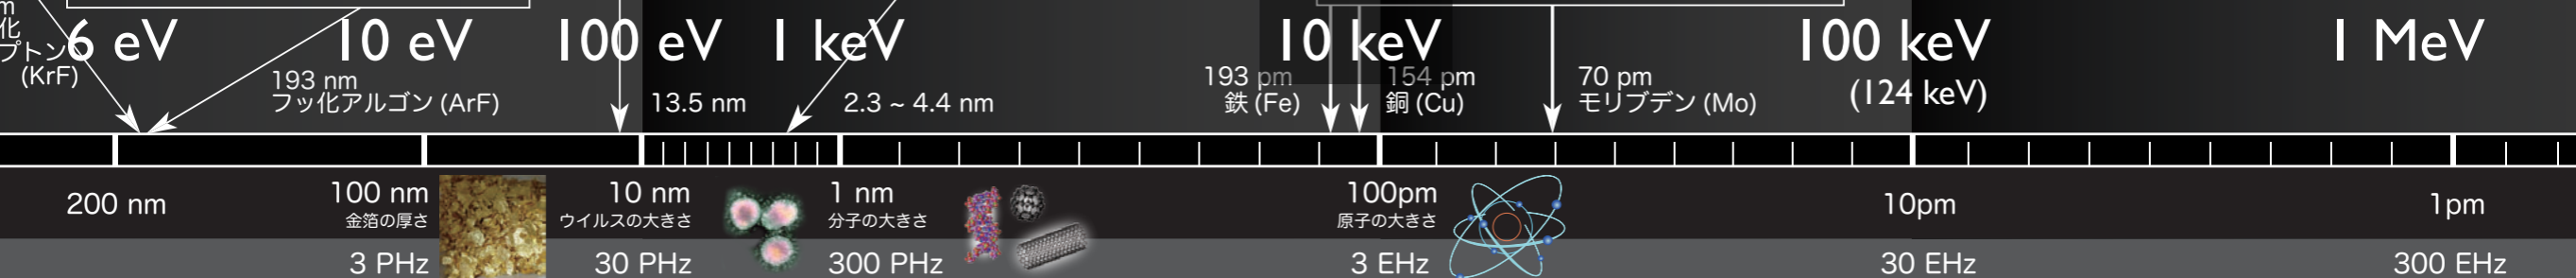 m
化
プトン
(KrF)
6 eV
10 eV
100 eV
1 keV
10 keV
100 keV
(124 keV)
1 MeV
193 nm
フッ化アルゴン (ArF)
13.5 nm
2.3 ~ 4.4 nm
193 pm
鉄 (Fe)
154 pm
銅 (Cu)
70 pm
モリブデン (Mo)
200 nm
100 nm
金箔の厚さ
10 nm
ウイルスの大きさ
1 nm
分子の大きさ
100pm
原子の大きさ
10pm
1pm
3 PHz
30 PHz
300 PHz
3 EHz
30 EHz
300 EHz